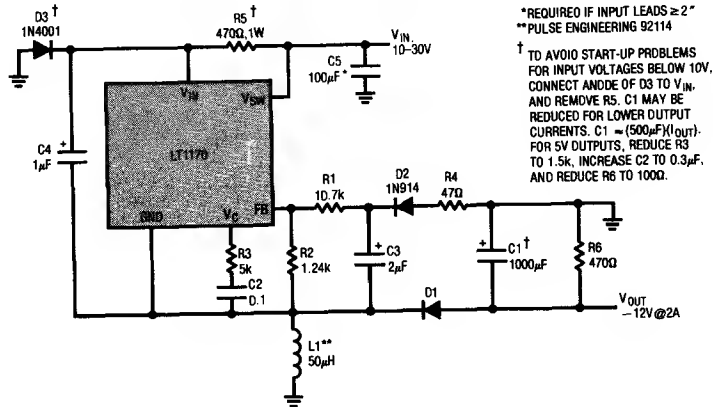 *REQUIRED IF INPUT LEADS ≥ 2"
**PULSE ENGINEERING 92114
† TO AVOID START-UP PROBLEMS
FOR INPUT VOLTAGES BELOW 10V,
CONNECT ANODE OF D3 TO VIN,
AND REMOVE R5. C1 MAY BE
REDUCED FOR LOWER OUTPUT
CURRENTS. C1 ≈ (500µF)(IOUT).
FOR 5V OUTPUTS, REDUCE R3
TO 1.5k, INCREASE C2 TO 0.3µF,
AND REDUCE R6 TO 100Ω.
D3†
1N4001
R5†
470Ω, 1W
VIN,
10–30V
C5
100µF*
VIN
VSW
C4
+
1µF
LT1170
GND
VC
FB
R1
10.7k
D2
1N914
R4
47Ω
R3
5k
C2
0.1
R2
1.24k
+
C3
2µF
+
C1†
1000µF
R6
470Ω
D1
VOUT
–12V@2A
L1**
50µH